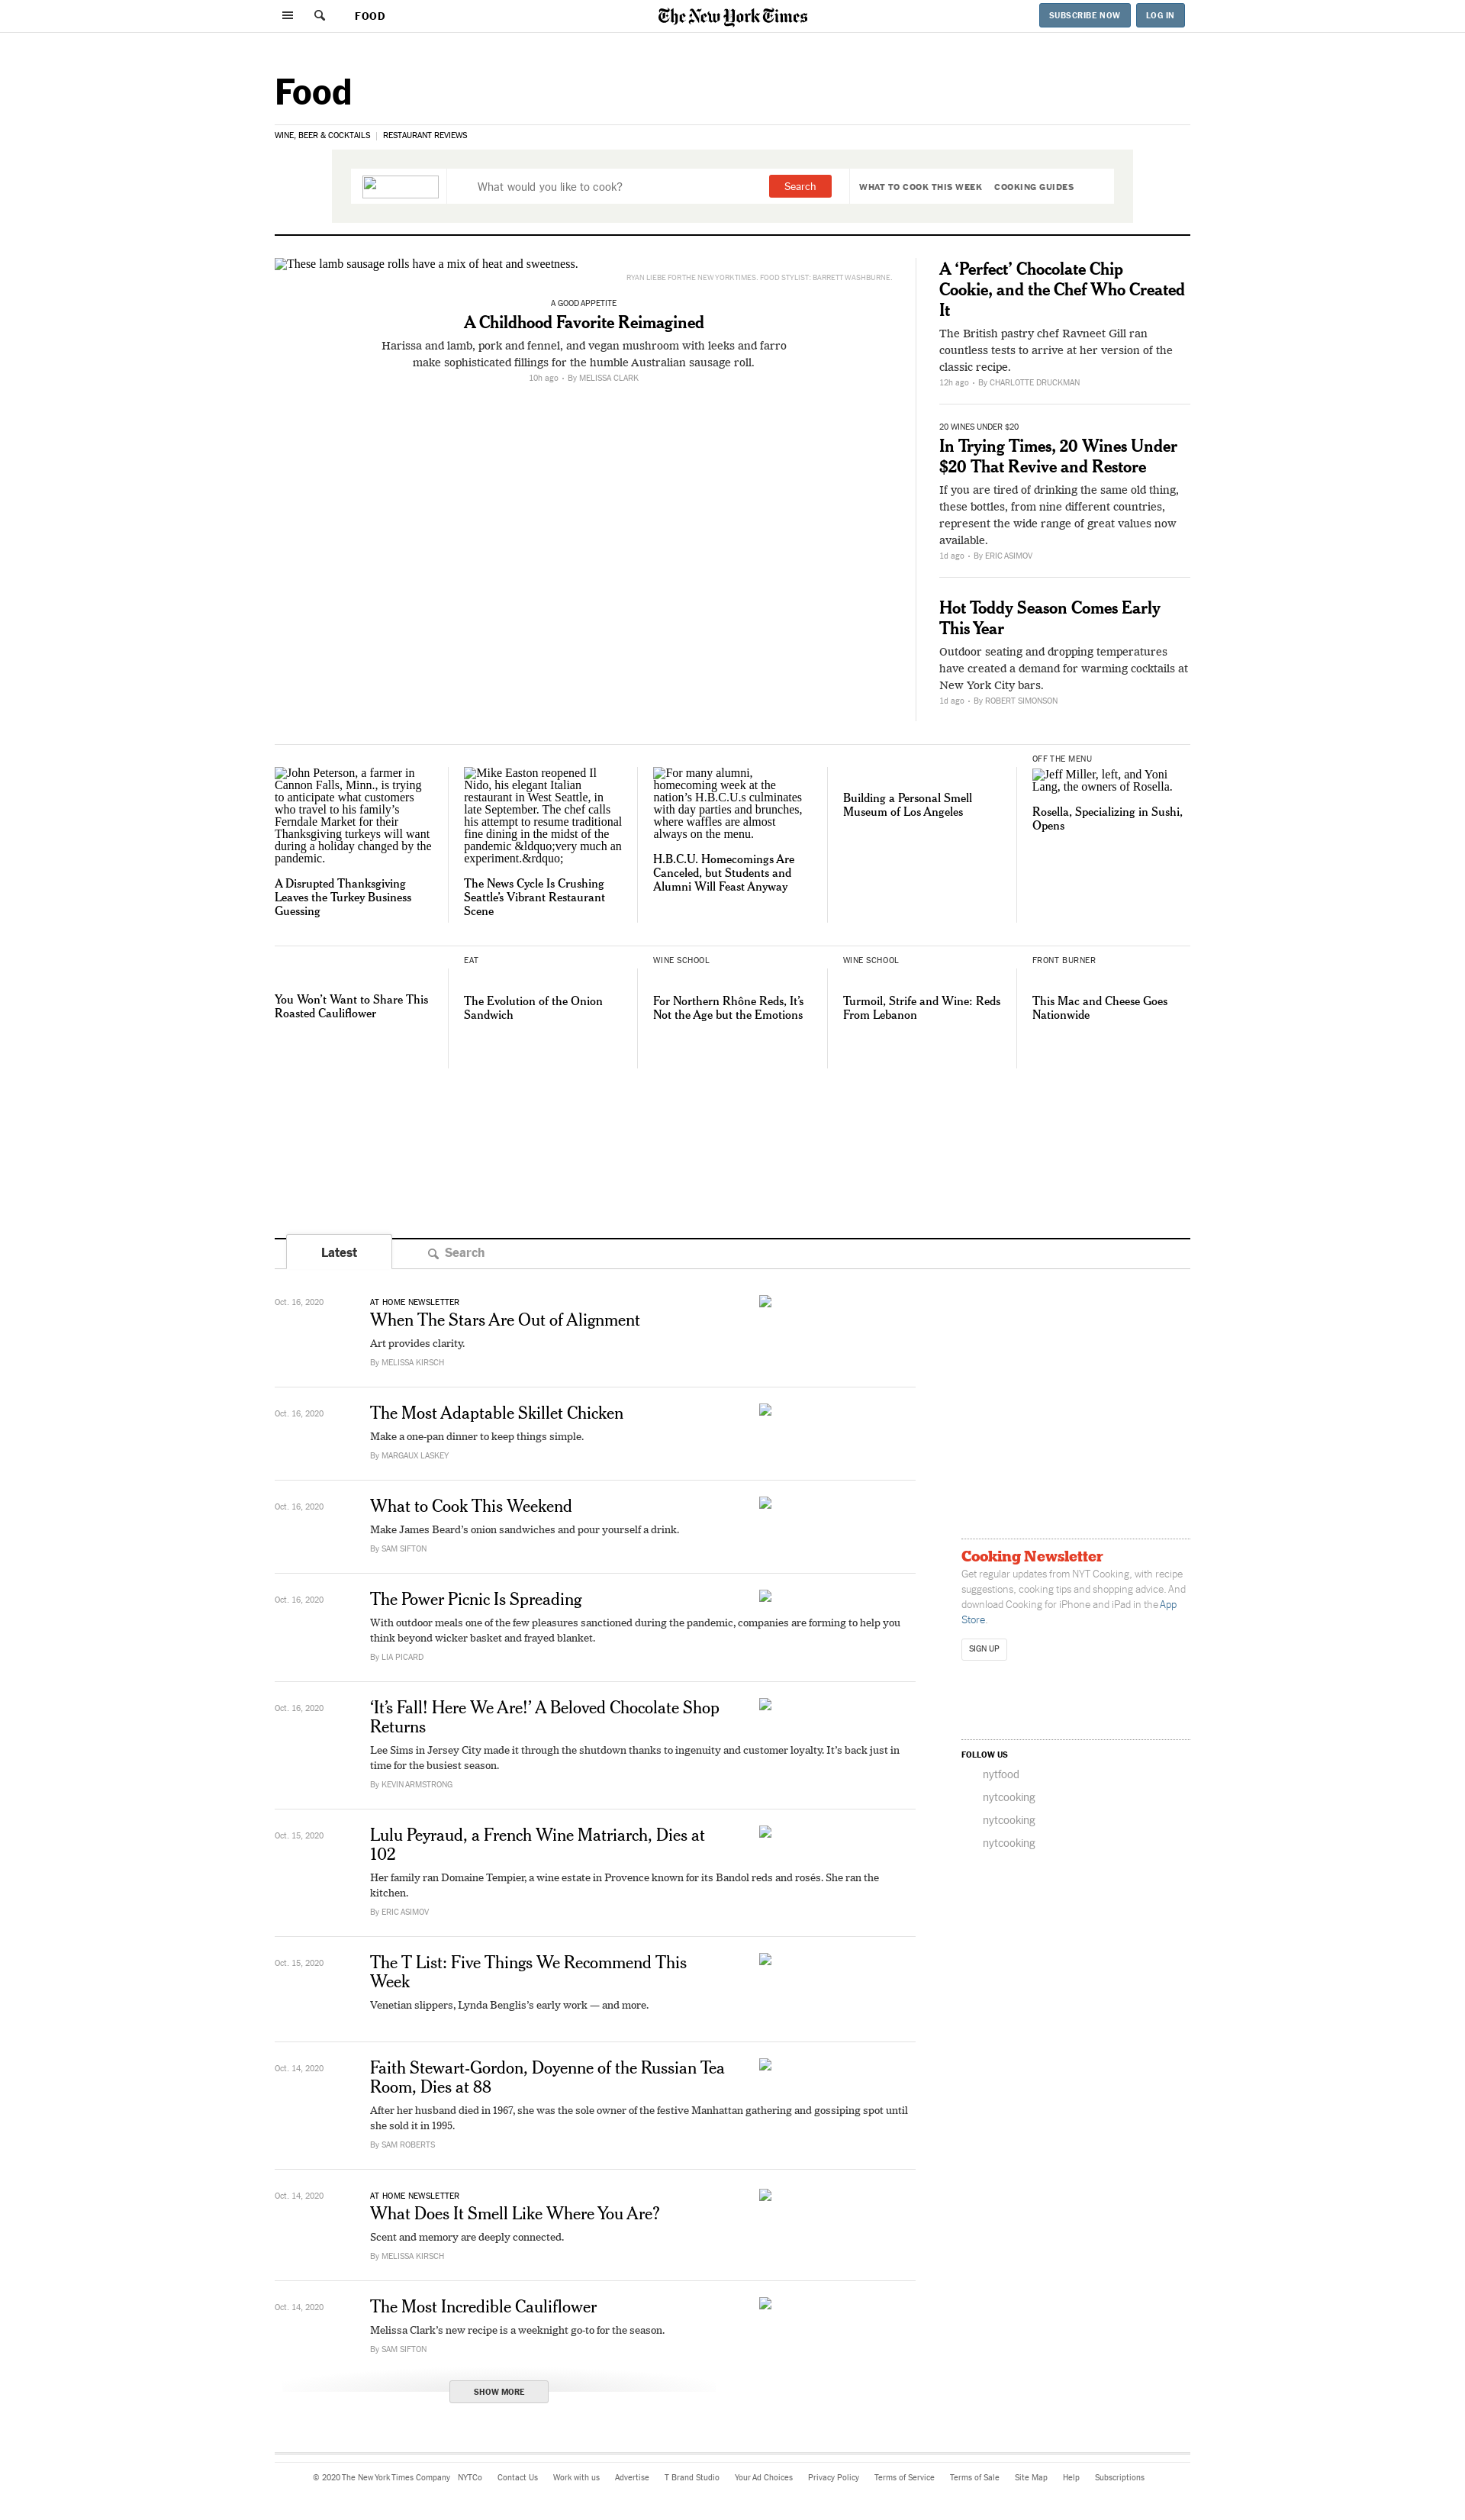 FOOD
The New York Times
SUBSCRIBE NOW
LOG IN
Food
WINE, BEER & COCKTAILS | RESTAURANT REVIEWS
What would you like to cook?
Search
WHAT TO COOK THIS WEEK
COOKING GUIDES
These lamb sausage rolls have a mix of heat and sweetness.
RYAN LIEBE FOR THE NEW YORK TIMES. FOOD STYLIST: BARRETT WASHBURNE.
A GOOD APPETITE
A Childhood Favorite Reimagined
Harissa and lamb, pork and fennel, and vegan mushroom with leeks and farro
make sophisticated fillings for the humble Australian sausage roll.
10h ago • By MELISSA CLARK
A ‘Perfect’ Chocolate Chip
Cookie, and the Chef Who Created
It
The British pastry chef Ravneet Gill ran
countless tests to arrive at her version of the
classic recipe.
12h ago • By CHARLOTTE DRUCKMAN
20 WINES UNDER $20
In Trying Times, 20 Wines Under
$20 That Revive and Restore
If you are tired of drinking the same old thing,
these bottles, from nine different countries,
represent the wide range of great values now
available.
1d ago • By ERIC ASIMOV
Hot Toddy Season Comes Early
This Year
Outdoor seating and dropping temperatures
have created a demand for warming cocktails at
New York City bars.
1d ago • By ROBERT SIMONSON
John Peterson, a farmer in
Cannon Falls, Minn., is trying
to anticipate what customers
who travel to his family’s
Ferndale Market for their
Thanksgiving turkeys will want
during a holiday changed by the
pandemic.
A Disrupted Thanksgiving
Leaves the Turkey Business
Guessing
Mike Easton reopened Il
Nido, his elegant Italian
restaurant in West Seattle, in
late September. The chef calls
his attempt to resume traditional
fine dining in the midst of the
pandemic &ldquo;very much an
experiment.&rdquo;
The News Cycle Is Crushing
Seattle’s Vibrant Restaurant
Scene
For many alumni,
homecoming week at the
nation’s H.B.C.U.s culminates
with day parties and brunches,
where waffles are almost
always on the menu.
H.B.C.U. Homecomings Are
Canceled, but Students and
Alumni Will Feast Anyway
Building a Personal Smell
Museum of Los Angeles
OFF THE MENU
Jeff Miller, left, and Yoni
Lang, the owners of Rosella.
Rosella, Specializing in Sushi,
Opens
You Won’t Want to Share This
Roasted Cauliflower
EAT
The Evolution of the Onion
Sandwich
WINE SCHOOL
For Northern Rhône Reds, It’s
Not the Age but the Emotions
WINE SCHOOL
Turmoil, Strife and Wine: Reds
From Lebanon
FRONT BURNER
This Mac and Cheese Goes
Nationwide
Latest
Search
Oct. 16, 2020
AT HOME NEWSLETTER
When The Stars Are Out of Alignment
Art provides clarity.
By MELISSA KIRSCH
Oct. 16, 2020
The Most Adaptable Skillet Chicken
Make a one-pan dinner to keep things simple.
By MARGAUX LASKEY
Oct. 16, 2020
What to Cook This Weekend
Make James Beard’s onion sandwiches and pour yourself a drink.
By SAM SIFTON
Oct. 16, 2020
The Power Picnic Is Spreading
With outdoor meals one of the few pleasures sanctioned during the pandemic, companies are forming to help you
think beyond wicker basket and frayed blanket.
By LIA PICARD
Oct. 16, 2020
‘It’s Fall! Here We Are!’ A Beloved Chocolate Shop
Returns
Lee Sims in Jersey City made it through the shutdown thanks to ingenuity and customer loyalty. It’s back just in
time for the busiest season.
By KEVIN ARMSTRONG
Oct. 15, 2020
Lulu Peyraud, a French Wine Matriarch, Dies at
102
Her family ran Domaine Tempier, a wine estate in Provence known for its Bandol reds and rosés. She ran the
kitchen.
By ERIC ASIMOV
Oct. 15, 2020
The T List: Five Things We Recommend This
Week
Venetian slippers, Lynda Benglis’s early work — and more.
Oct. 14, 2020
Faith Stewart-Gordon, Doyenne of the Russian Tea
Room, Dies at 88
After her husband died in 1967, she was the sole owner of the festive Manhattan gathering and gossiping spot until
she sold it in 1995.
By SAM ROBERTS
Oct. 14, 2020
AT HOME NEWSLETTER
What Does It Smell Like Where You Are?
Scent and memory are deeply connected.
By MELISSA KIRSCH
Oct. 14, 2020
The Most Incredible Cauliflower
Melissa Clark’s new recipe is a weeknight go-to for the season.
By SAM SIFTON
SHOW MORE
Cooking Newsletter
Get regular updates from NYT Cooking, with recipe
suggestions, cooking tips and shopping advice. And
download Cooking for iPhone and iPad in the App
Store.
SIGN UP
FOLLOW US
nytfood
nytcooking
nytcooking
nytcooking
© 2020 The New York Times Company NYTCo Contact Us Work with us Advertise T Brand Studio Your Ad Choices Privacy Policy Terms of Service Terms of Sale Site Map Help Subscriptions